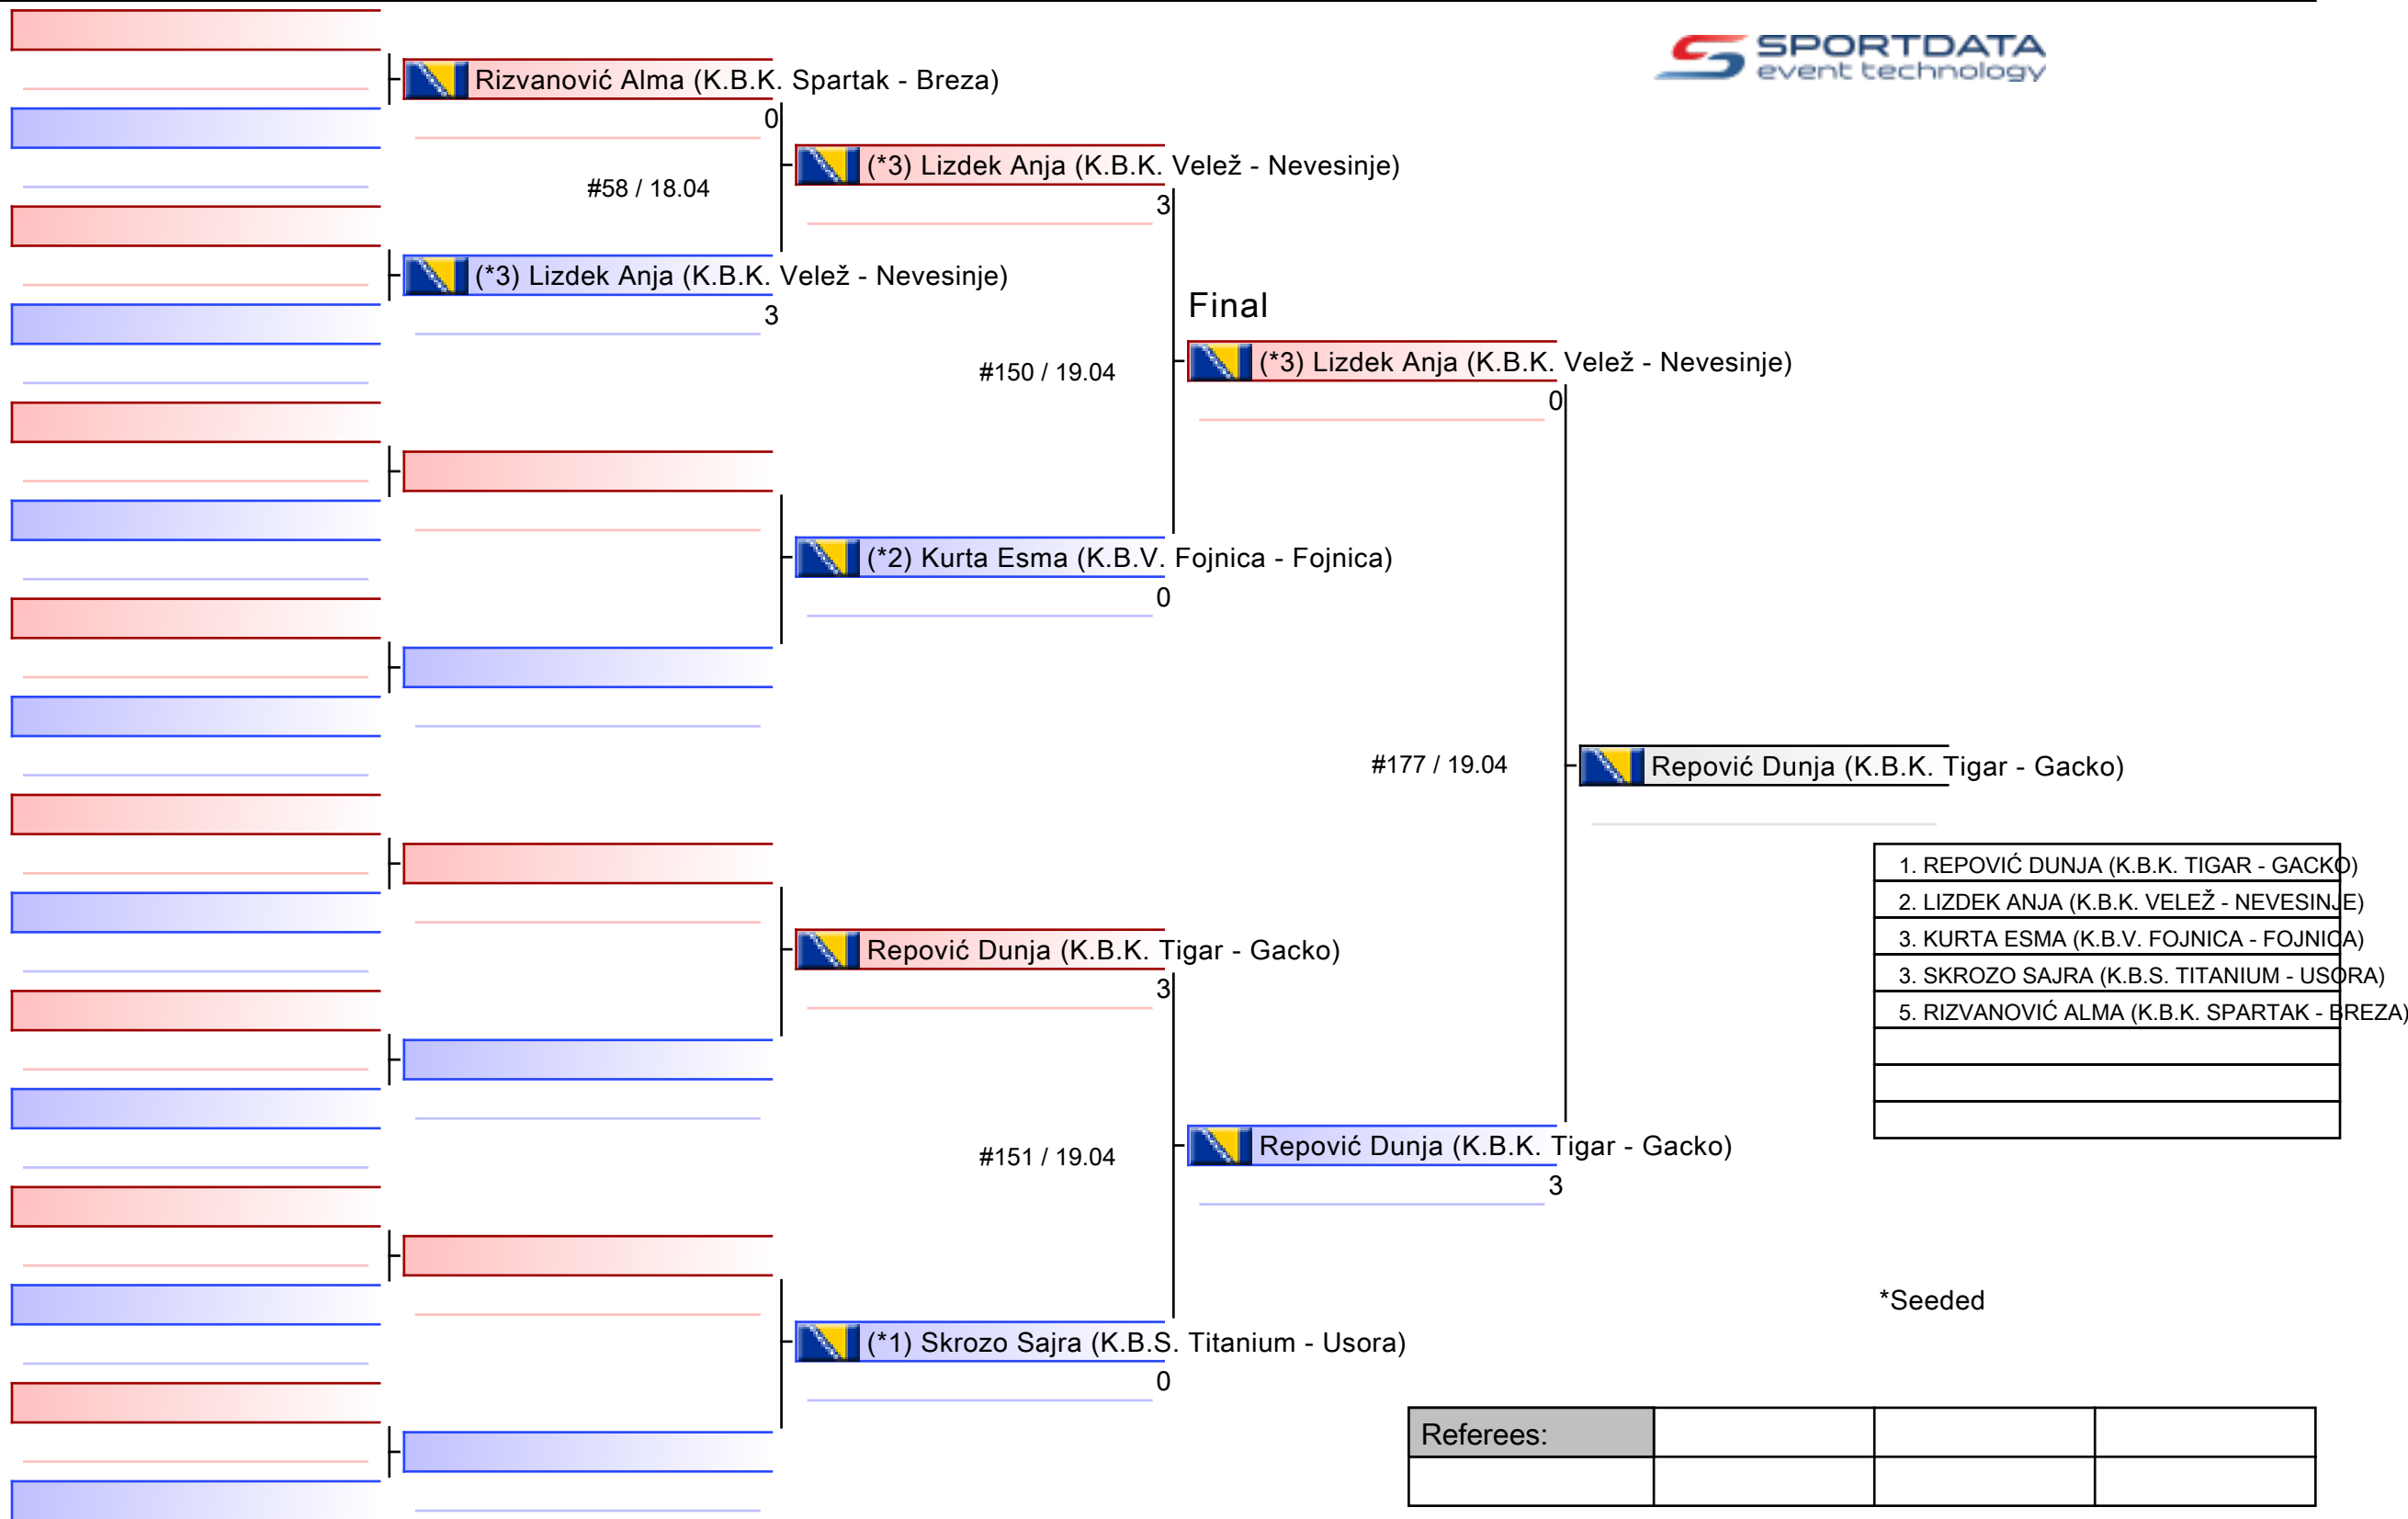 SPORTDATA
event technology
Rizvanović Alma (K.B.K. Spartak - Breza)
0
(*3) Lizdek Anja (K.B.K. Velež - Nevesinje)
3
#58 / 18.04
(*3) Lizdek Anja (K.B.K. Velež - Nevesinje)
3
Final
(*3) Lizdek Anja (K.B.K. Velež - Nevesinje)
0
#150 / 19.04
(*2) Kurta Esma (K.B.V. Fojnica - Fojnica)
0
#177 / 19.04
Repović Dunja (K.B.K. Tigar - Gacko)
1. REPOVIĆ DUNJA (K.B.K. TIGAR - GACKO)
2. LIZDEK ANJA (K.B.K. VELEŽ - NEVESINJE)
3. KURTA ESMA (K.B.V. FOJNICA - FOJNICA)
3. SKROZO SAJRA (K.B.S. TITANIUM - USORA)
5. RIZVANOVIĆ ALMA (K.B.K. SPARTAK - BREZA)
Repović Dunja (K.B.K. Tigar - Gacko)
3
#151 / 19.04
Repović Dunja (K.B.K. Tigar - Gacko)
3
*Seeded
(*1) Skrozo Sajra (K.B.S. Titanium - Usora)
0
Referees: